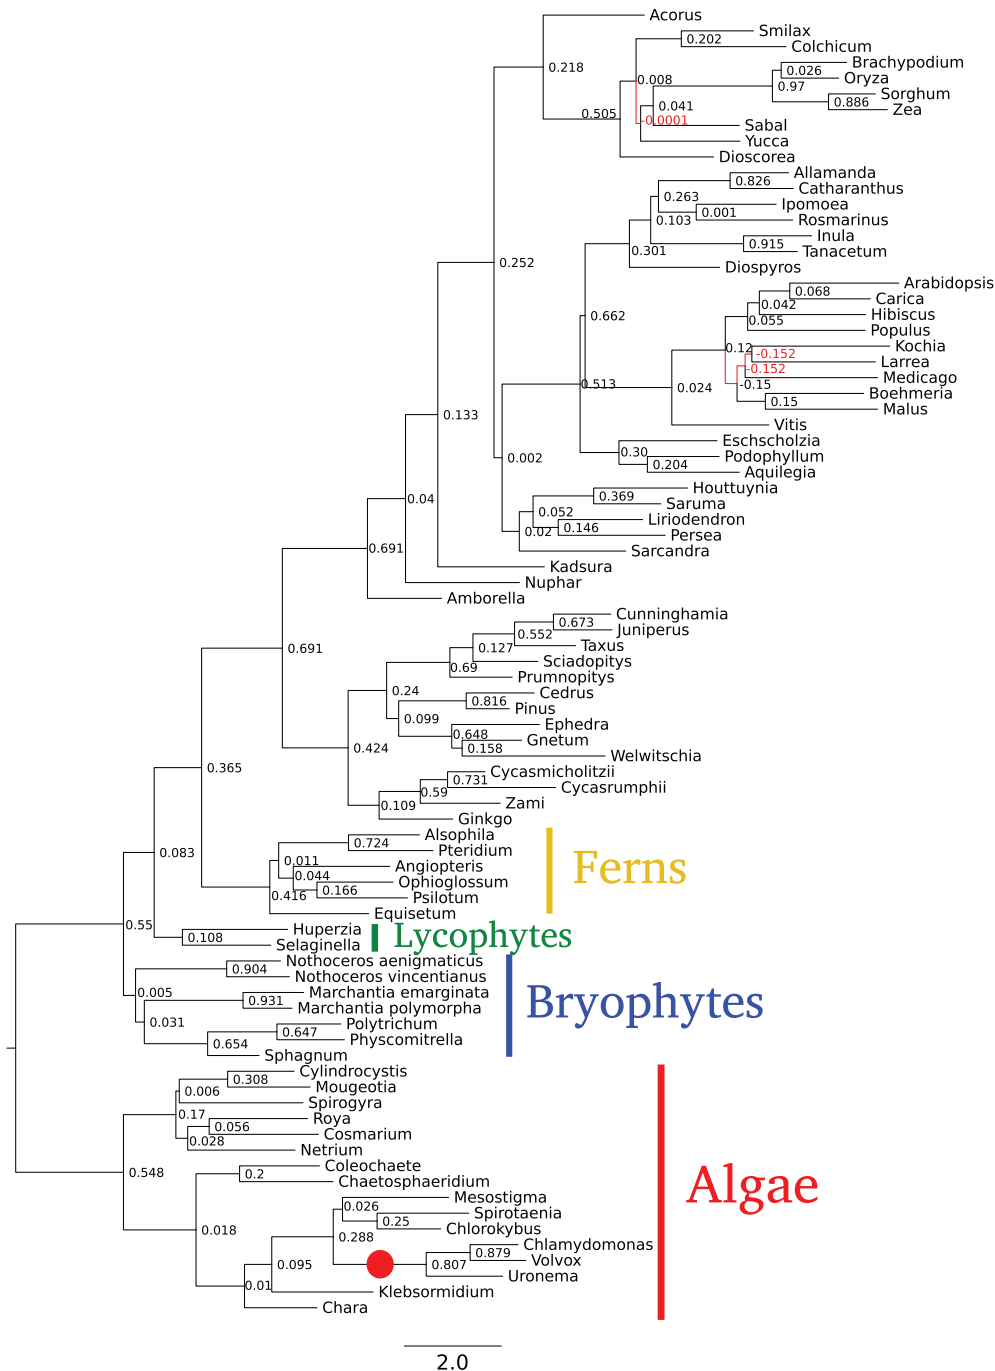 Acorus
Smilax
0.202
Colchicum
0.218
Brachypodium
0.026
Oryza
0.008
0.97
Sorghum
0.886
Zea
0.041
0.505
-0.0001
Sabal
Yucca
Dioscorea
Allamanda
0.826
Catharanthus
0.263
Ipomoea
0.001
Rosmarinus
0.103
Inula
0.915
Tanacetum
0.301
Diospyros
0.252
Arabidopsis
0.068
Carica
0.042
Hibiscus
0.055
Populus
0.662
Kochia
0.12
-0.152
Larrea
-0.152
Medicago
-0.15
Boehmeria
0.15
Malus
0.513
0.024
Vitis
0.133
Eschscholzia
0.30
Podophyllum
0.204
Aquilegia
0.002
Houttuynia
0.369
Saruma
0.052
Liriodendron
0.146
Persea
0.02
Sarcandra
0.04
Kadsura
Nuphar
0.691
Amborella
Cunninghamia
0.673
Juniperus
0.552
Taxus
0.127
Sciadopitys
0.69
Prumnopitys
0.691
0.24
Cedrus
0.816
Pinus
0.099
Ephedra
0.648
Gnetum
0.158
Welwitschia
0.424
Cycasmicholitzii
0.731
Cycasrumphii
0.59
Zami
0.109
Ginkgo
0.365
Alsophila
0.724
Pteridium
0.011
Angiopteris
0.044
Ophioglossum
0.166
Psilotum
0.416
Equisetum
Ferns
0.083
Huperzia
0.108
Selaginella
Lycophytes
0.55
Nothoceros aenigmaticus
0.904
Nothoceros vincentianus
0.005
Marchantia emarginata
0.931
Marchantia polymorpha
0.031
Polytrichum
0.647
Physcomitrella
0.654
Sphagnum
Bryophytes
Cylindrocystis
0.308
Mougeotia
0.006
Spirogyra
0.17
Roya
0.056
Cosmarium
0.028
Netrium
0.548
Coleochaete
0.2
Chaetosphaeridium
Algae
0.018
Mesostigma
0.026
Spirotaenia
0.25
Chlorokybus
0.288
Chlamydomonas
0.879
Volvox
0.807
Uronema
0.095
0.01
Klebsormidium
Chara
2.0